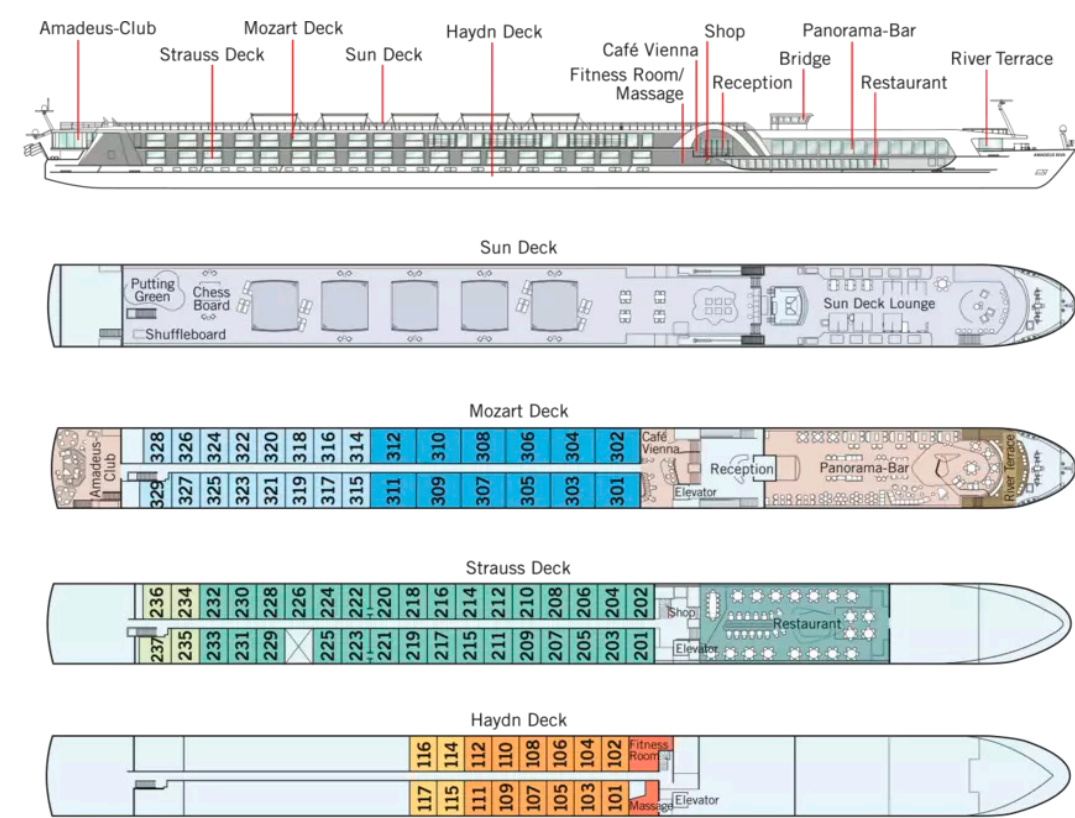 Amadeus-Club
Mozart Deck
Strauss Deck
Sun Deck
Haydn Deck
Café Vienna
Shop
Fitness Room/
Massage
Reception
Panorama-Bar
Bridge
Restaurant
River Terrace
AMADEUS RIVA
Sun Deck
Putting
Green
Chess
Board
Shuffleboard
Sun Deck Lounge
Mozart Deck
Amadeus-
Club
328 326 324 322 320 318 316 314 312 310 308 306 304 302
329 327 325 323 321 319 317 315 311 309 307 305 303 301
Café
Vienna
Elevator
Reception
Panorama-Bar
River Terrace
Strauss Deck
236 234 232 230 228 226 224 222 220 218 216 214 212 210 208 206 204 202
237 235 233 231 229 225 223 221 219 217 215 211 209 207 205 203 201
Shop
Elevator
Restaurant
Haydn Deck
116 114 112 110 108 106 104 102
117 115 111 109 107 105 103 101
Fitness
Room
Massage
Elevator